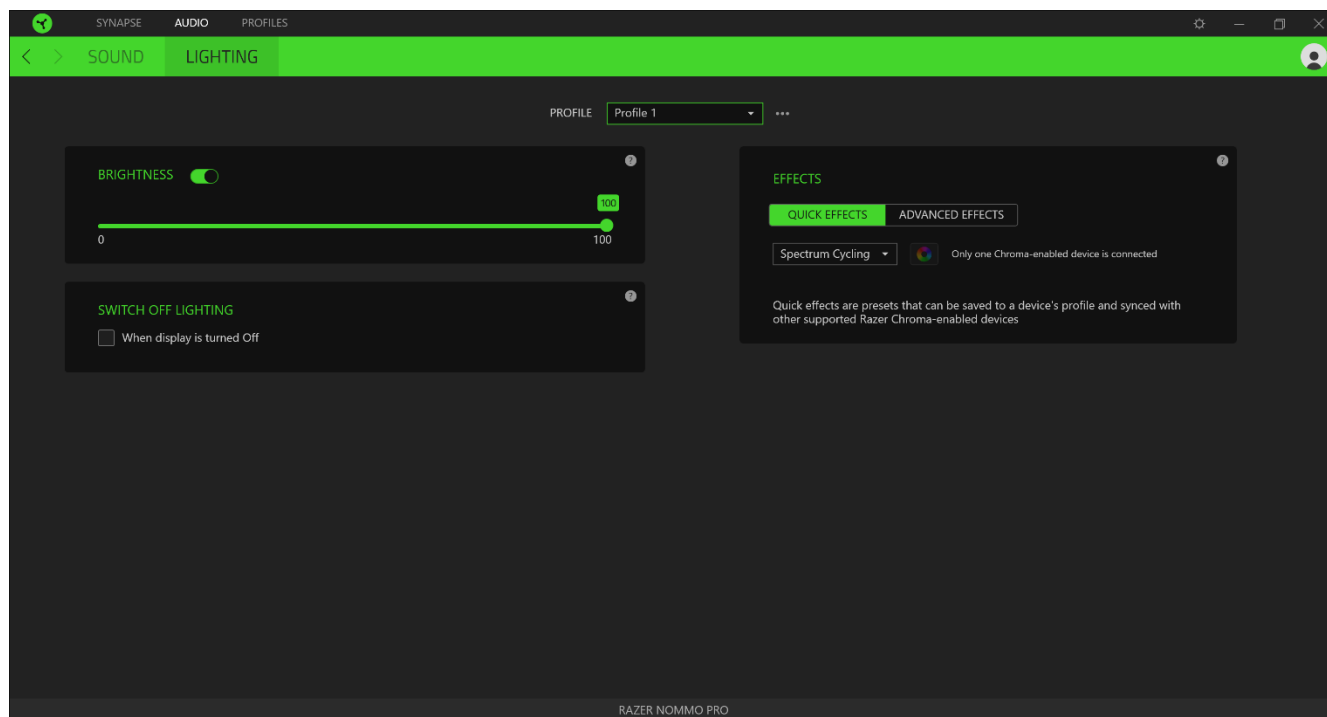 SYNAPSE AUDIO PROFILES
SOUND LIGHTING
PROFILE Profile 1
BRIGHTNESS
100
0 100
SWITCH OFF LIGHTING
When display is turned Off
EFFECTS
QUICK EFFECTS ADVANCED EFFECTS
Spectrum Cycling Only one Chroma-enabled device is connected
Quick effects are presets that can be saved to a device's profile and synced with
other supported Razer Chroma-enabled devices
RAZER NOMMO PRO